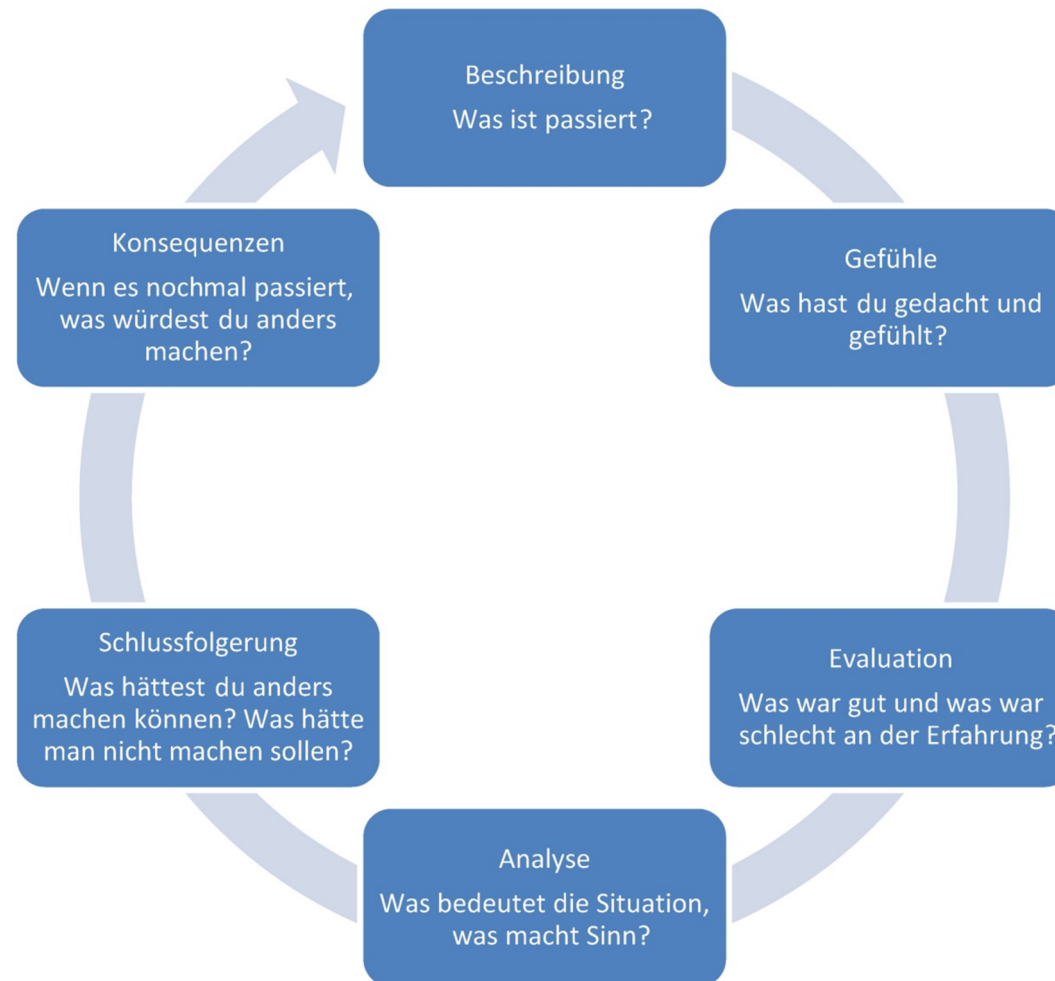 Beschreibung
Was ist passiert?
Gefühle
Was hast du gedacht und
gefühlt?
Evaluation
Was war gut und was war
schlecht an der Erfahrung?
Analyse
Was bedeutet die Situation,
was macht Sinn?
Schlussfolgerung
Was hättest du anders
machen können? Was hätte
man nicht machen sollen?
Konsequenzen
Wenn es nochmal passiert,
was würdest du anders
machen?